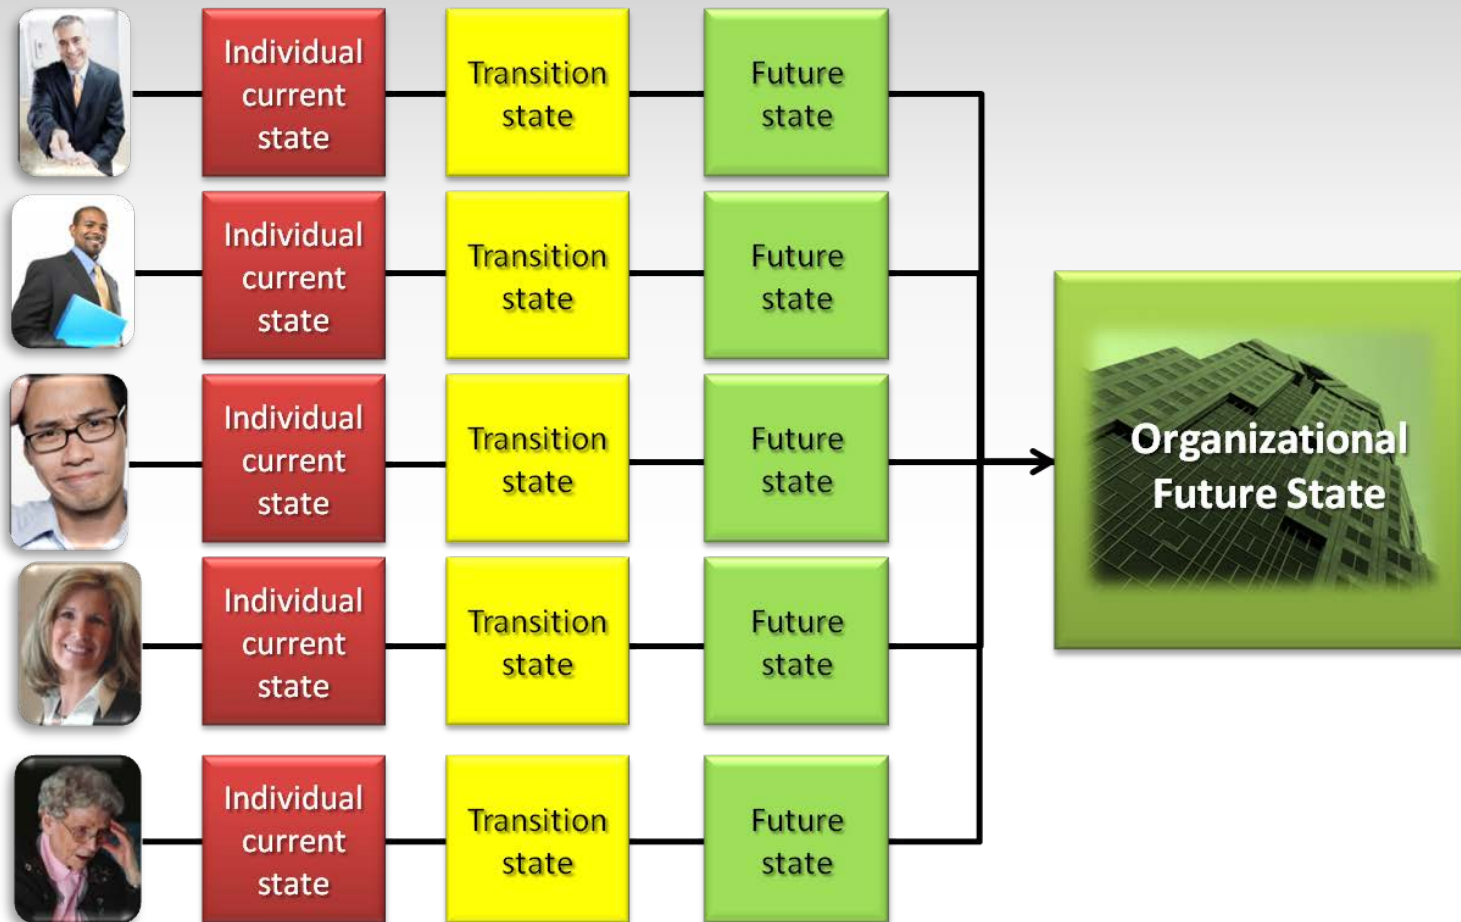 Individual
current
state
Transition
state
Future
state
Individual
current
state
Transition
state
Future
state
Individual
current
state
Transition
state
Future
state
Individual
current
state
Transition
state
Future
state
Individual
current
state
Transition
state
Future
state
Organizational
Future State